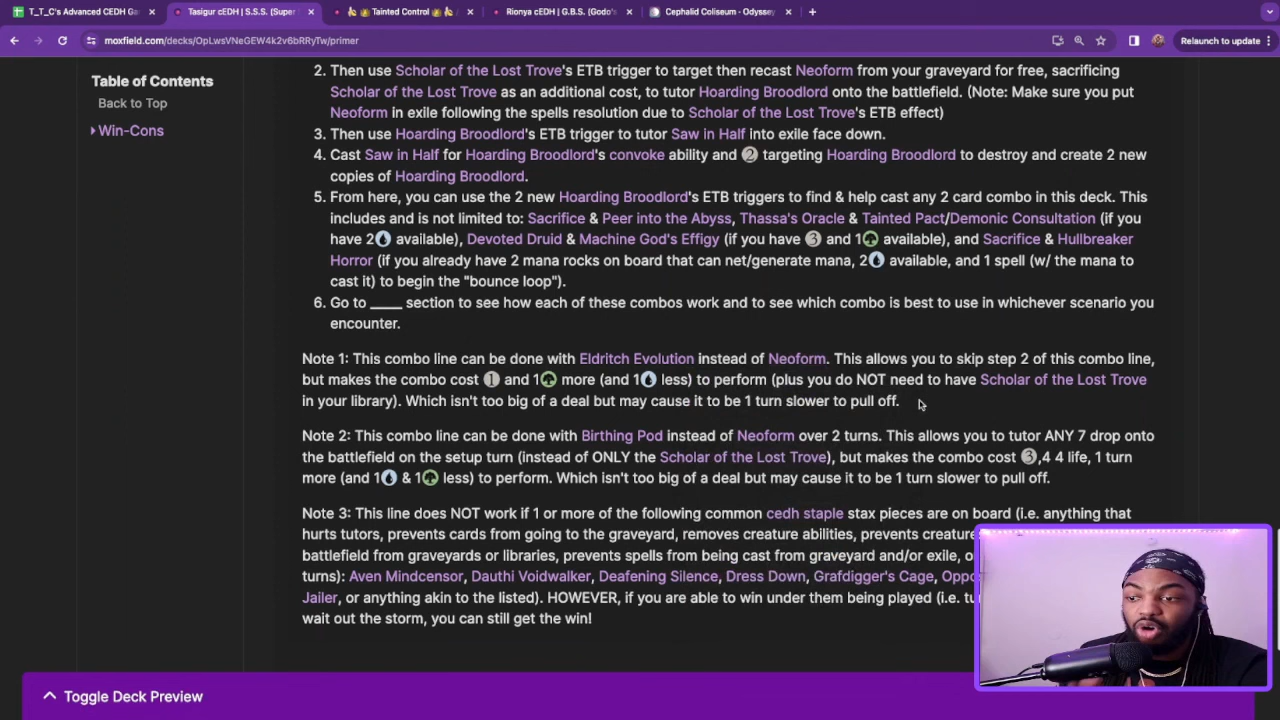 T_T_C's Advanced CEDH Ga
Tasigur cEDH | S.S.S. (Super
Tainted Control
Rionya cEDH | G.B.S. (Godo's
Cephalid Coliseum - Odyssey
moxfield.com/decks/OpLwsVNeGEW4k2v6bRRyTw/primer
Relaunch to update
Table of Contents
Back to Top
Win-Cons
2. Then use Scholar of the Lost Trove's ETB trigger to target then recast Neoform from your graveyard for free, sacrificing
Scholar of the Lost Trove as an additional cost, to tutor Hoarding Broodlord onto the battlefield. (Note: Make sure you put
Neoform in exile following the spells resolution due to Scholar of the Lost Trove's ETB effect)
3. Then use Hoarding Broodlord's ETB trigger to tutor Saw in Half into exile face down.
4. Cast Saw in Half for Hoarding Broodlord's convoke ability and 2 targeting Hoarding Broodlord to destroy and create 2 new
copies of Hoarding Broodlord.
5. From here, you can use the 2 new Hoarding Broodlord's ETB triggers to find & help cast any 2 card combo in this deck. This
includes and is not limited to: Sacrifice & Peer into the Abyss, Thassa's Oracle & Tainted Pact/Demonic Consultation (if you
have 2 available), Devoted Druid & Machine God's Effigy (if you have 3 and 1 available), and Sacrifice & Hullbreaker
Horror (if you already have 2 mana rocks on board that can net/generate mana, 2 available, and 1 spell (w/ the mana to
cast it) to begin the "bounce loop").
6. Go to _____ section to see how each of these combos work and to see which combo is best to use in whichever scenario you
encounter.
Note 1: This combo line can be done with Eldritch Evolution instead of Neoform. This allows you to skip step 2 of this combo line,
but makes the combo cost 1 and 1 more (and 1 less) to perform (plus you do NOT need to have Scholar of the Lost Trove
in your library). Which isn't too big of a deal but may cause it to be 1 turn slower to pull off.
Note 2: This combo line can be done with Birthing Pod instead of Neoform over 2 turns. This allows you to tutor ANY 7 drop onto
the battlefield on the setup turn (instead of ONLY the Scholar of the Lost Trove), but makes the combo cost 3,4 4 life, 1 turn
more (and 1 & 1 less) to perform. Which isn't too big of a deal but may cause it to be 1 turn slower to pull off.
Note 3: This line does NOT work if 1 or more of the following common cedh staple stax pieces are on board (i.e. anything that
hurts tutors, prevents cards from going to the graveyard, removes creature abilities, prevents creature
battlefield from graveyards or libraries, prevents spells from being cast from graveyard and/or exile, o
turns): Aven Mindcensor, Dauthi Voidwalker, Deafening Silence, Dress Down, Grafdigger's Cage, Oppo
Jailer, or anything akin to the listed). HOWEVER, if you are able to win under them being played (i.e. tu
wait out the storm, you can still get the win!
Toggle Deck Preview